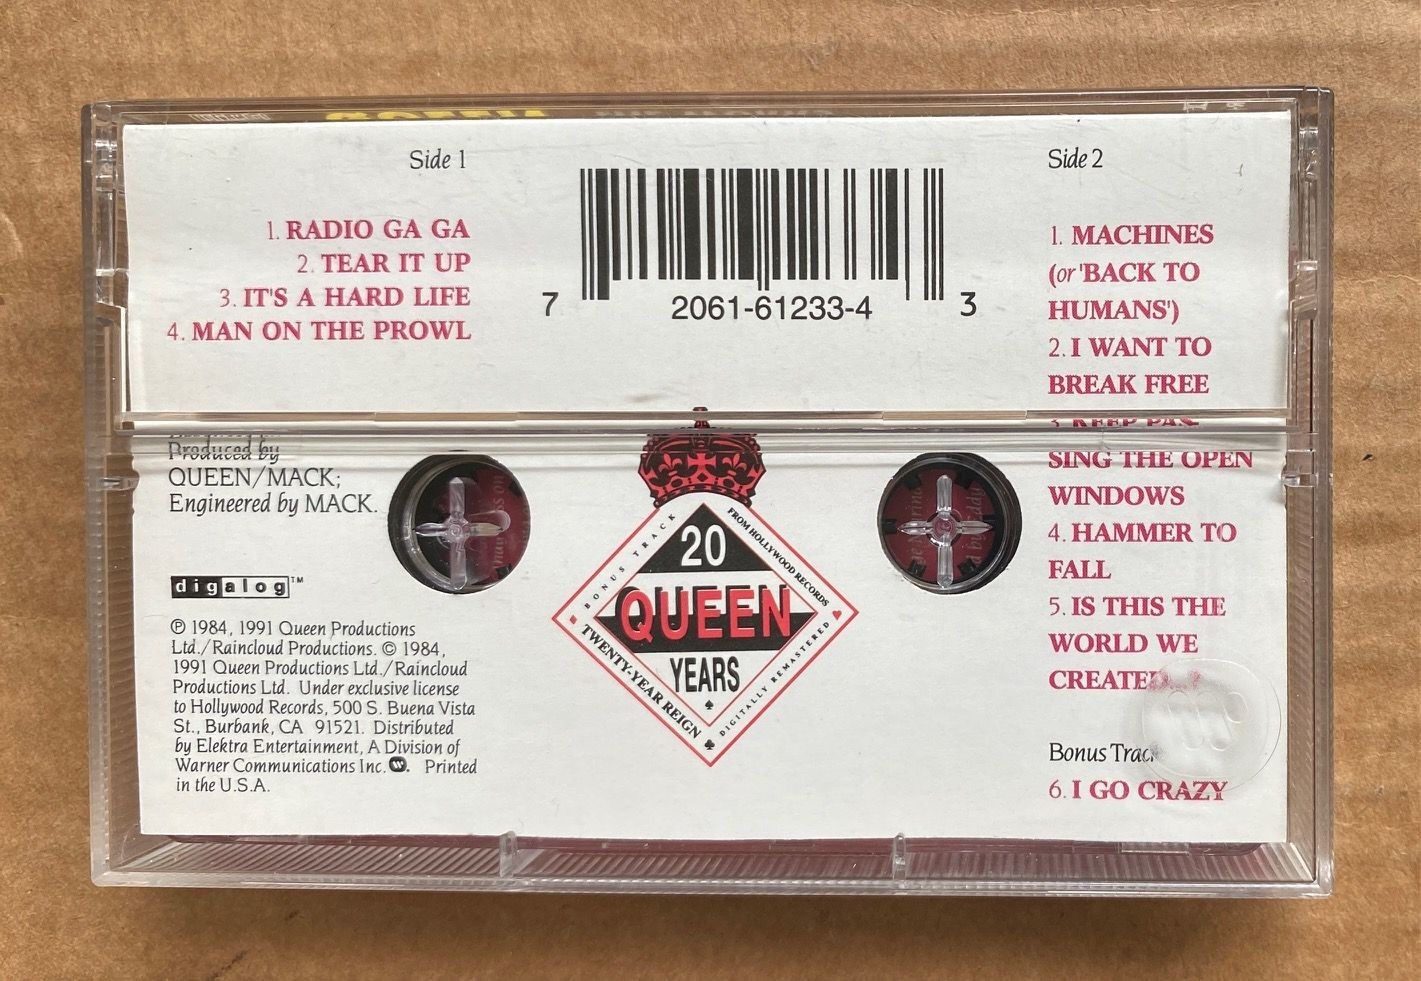 Side 1
1. RADIO GA GA
2. TEAR IT UP
3. IT'S A HARD LIFE
4. MAN ON THE PROWL
7 2061-61233-4 3
Side 2
1. MACHINES
(or 'BACK TO
HUMANS')
2. I WANT TO
BREAK FREE
3. KEEP PAS-
SING THE OPEN
WINDOWS
4. HAMMER TO
FALL
5. IS THIS THE
WORLD WE
CREATED...?
Bonus Track
6. I GO CRAZY
Produced by
QUEEN/MACK;
Engineered by MACK.
digalog™
℗ 1984, 1991 Queen Productions
Ltd./Raincloud Productions. © 1984,
1991 Queen Productions Ltd./Raincloud
Productions Ltd. Under exclusive license
to Hollywood Records, 500 S. Buena Vista
St., Burbank, CA 91521. Distributed
by Elektra Entertainment, A Division of
Warner Communications Inc. Printed
in the U.S.A.
BONUS TRACK
FROM HOLLYWOOD RECORDS
20
QUEEN
YEARS
TWENTY-YEAR REIGN
DIGITALLY REMASTERED